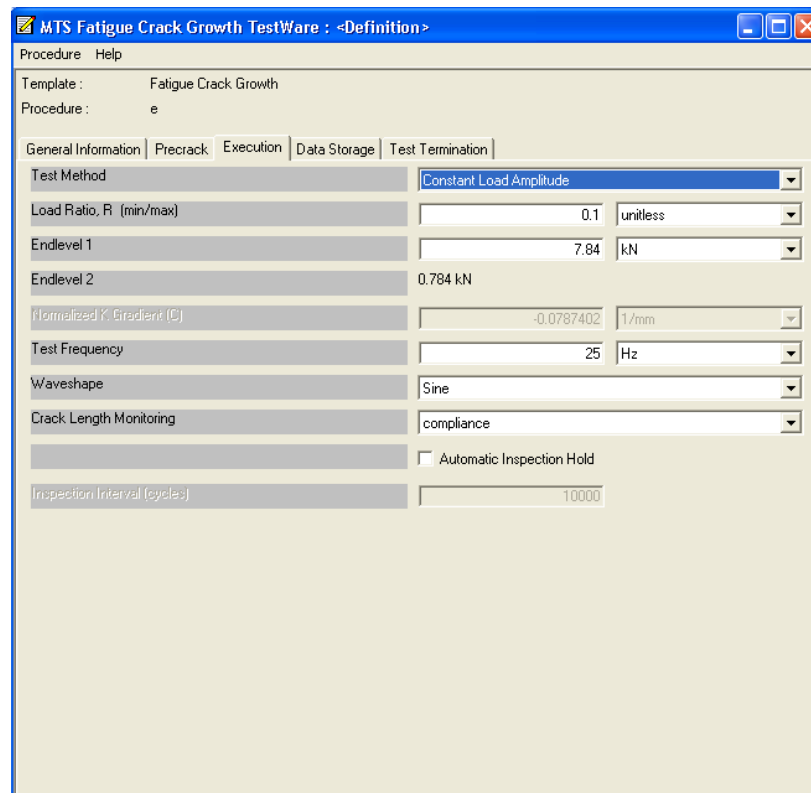 MTS Fatigue Crack Growth TestWare : <Definition>
Procedure Help
Template : Fatigue Crack Growth
Procedure : e
General Information Precrack Execution Data Storage Test Termination
Test Method Constant Load Amplitude
Load Ratio, R (min/max) 0.1 unitless
Endlevel 1 7.84 kN
Endlevel 2 0.784 kN
Normalized K Gradient (C) -0.0787402 1/mm
Test Frequency 25 Hz
Waveshape Sine
Crack Length Monitoring compliance
Automatic Inspection Hold
Inspection Interval (cycles) 10000